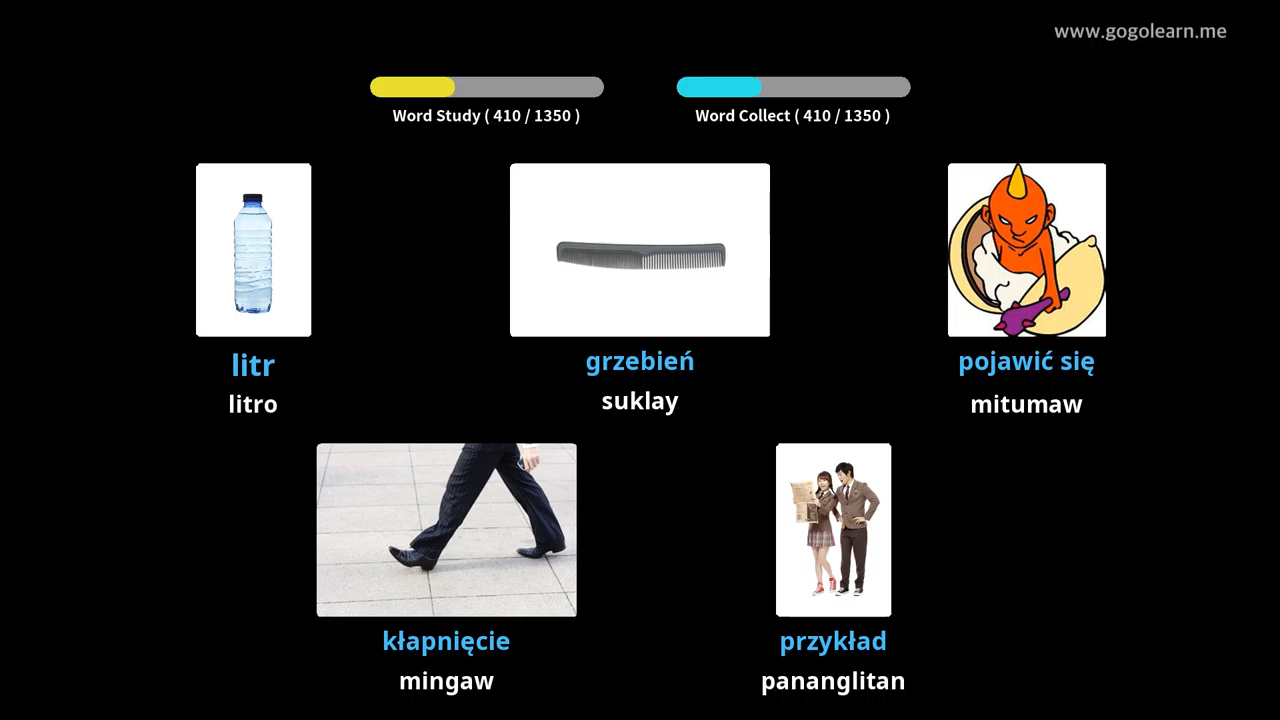 www.gogolearn.me
Word Study ( 410 / 1350 )
Word Collect ( 410 / 1350 )
litr
litro
grzebień
suklay
pojawić się
mitumaw
kłapnięcie
mingaw
przykład
pananglitan